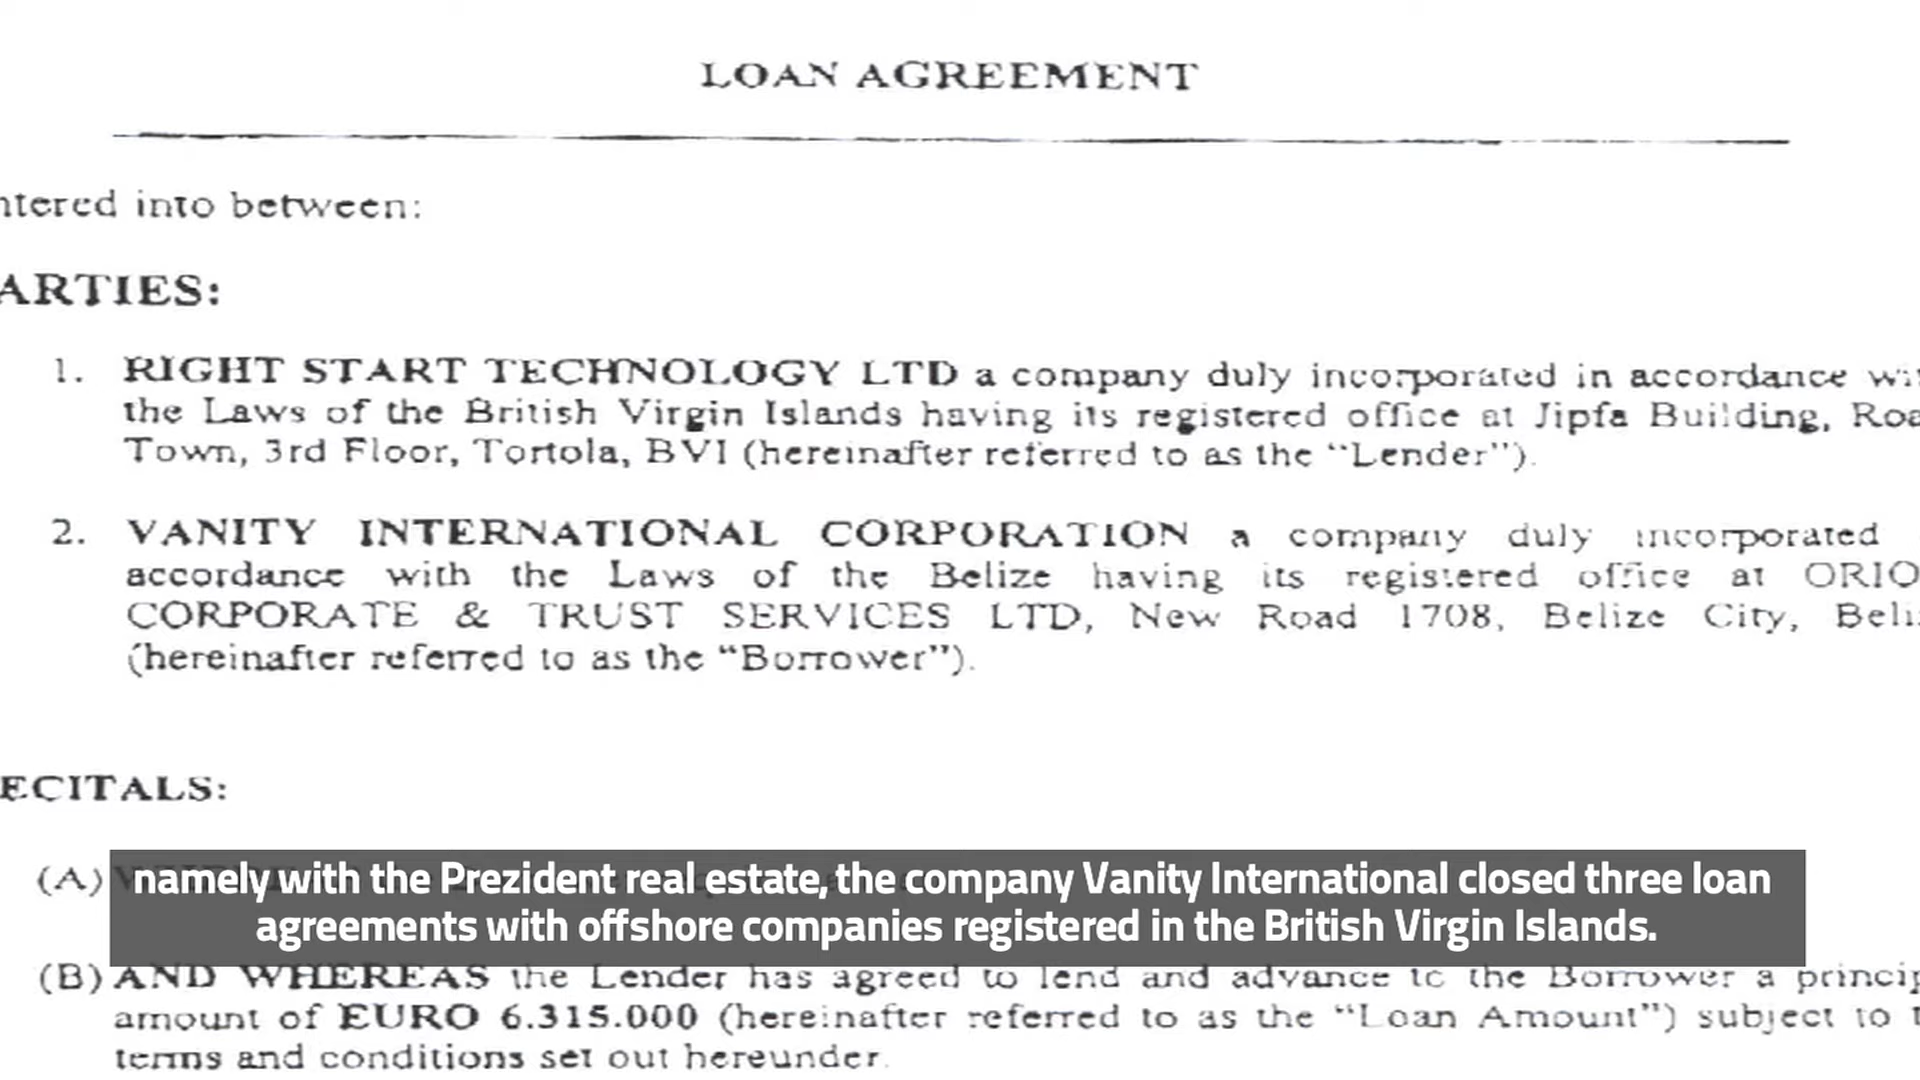 LOAN AGREEMENT
ntered into between:
ARTIES:
1. RIGHT START TECHNOLOGY LTD a company duly incorporated in accordance wit
the Laws of the British Virgin Islands having its registered office at Jipfa Building, Roa
Town, 3rd Floor, Tortola, BVI (hereinafter referred to as the “Lender”).
2. VANITY INTERNATIONAL CORPORATION a company duly incorporated
accordance with the Laws of the Belize having its registered office at ORIO
CORPORATE & TRUST SERVICES LTD, New Road 1708, Belize City, Beli
(hereinafter referred to as the “Borrower”).
ECITALS:
(A)
namely with the Prezident real estate, the company Vanity International closed three loan
agreements with offshore companies registered in the British Virgin Islands.
(B) AND WHEREAS the Lender has agreed to lend and advance to the Borrower a princip
amount of EURO 6.315.000 (hereinafter referred to as the “Loan Amount”) subject to t
terms and conditions set out hereunder.